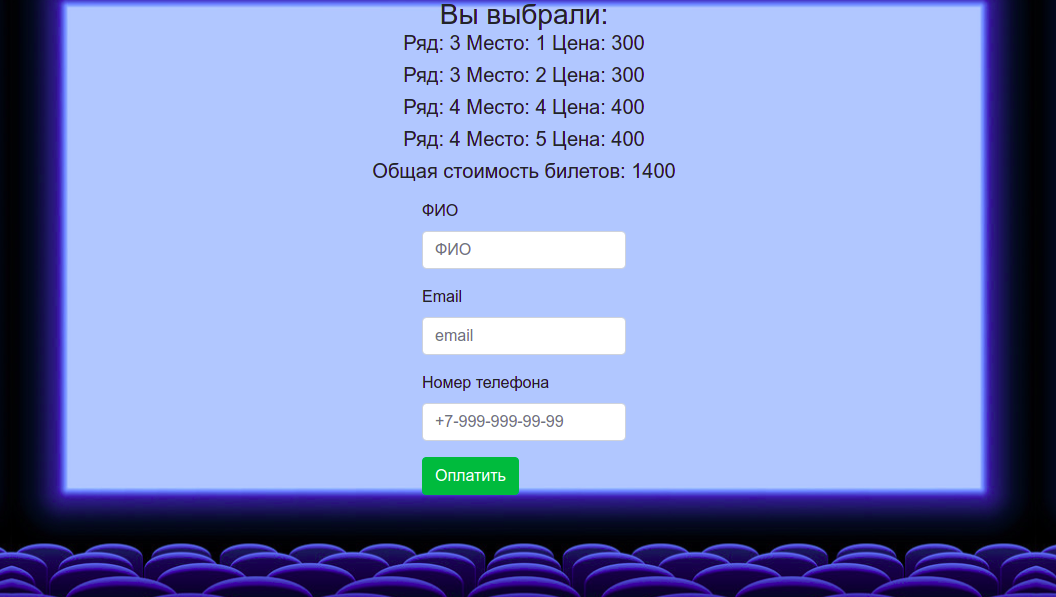 Вы выбрали:
Ряд: 3 Место: 1 Цена: 300
Ряд: 3 Место: 2 Цена: 300
Ряд: 4 Место: 4 Цена: 400
Ряд: 4 Место: 5 Цена: 400
Общая стоимость билетов: 1400
ФИО
ФИО
Email
email
Номер телефона
+7-999-999-99-99
Оплатить